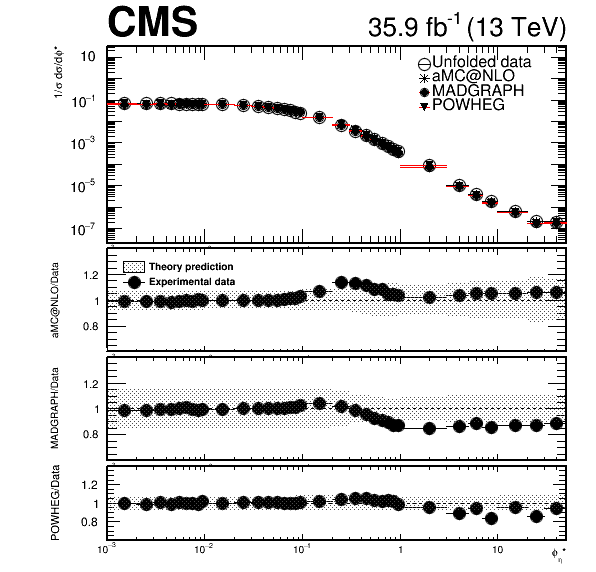 CMS 35.9 fb⁻¹ (13 TeV)
1/σ dσ/dϕ*
10
10⁻¹
10⁻³
10⁻⁵
10⁻⁷
Unfolded data
aMC@NLO
MADGRAPH
POWHEG
aMC@NLO/Data
1.2
1
0.8
Theory prediction
Experimental data
MADGRAPH/Data
1.2
1
0.8
POWHEG/Data
1.2
1
0.8
10⁻³ 10⁻² 10⁻¹ 1 10 ϕη*